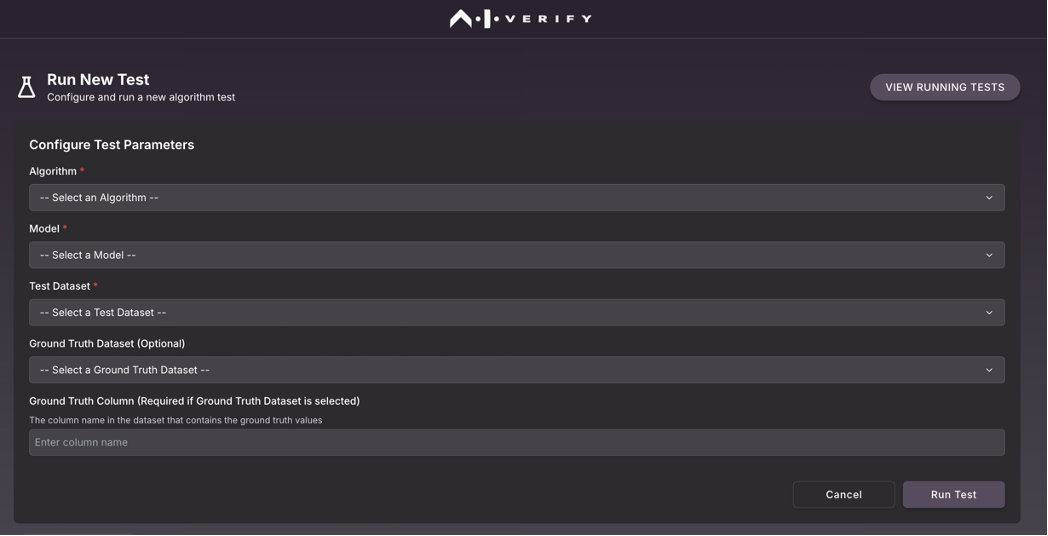 AI VERIFY
Run New Test
Configure and run a new algorithm test
VIEW RUNNING TESTS
Configure Test Parameters
Algorithm *
-- Select an Algorithm --
Model *
-- Select a Model --
Test Dataset *
-- Select a Test Dataset --
Ground Truth Dataset (Optional)
-- Select a Ground Truth Dataset --
Ground Truth Column (Required if Ground Truth Dataset is selected)
The column name in the dataset that contains the ground truth values
Enter column name
Cancel
Run Test